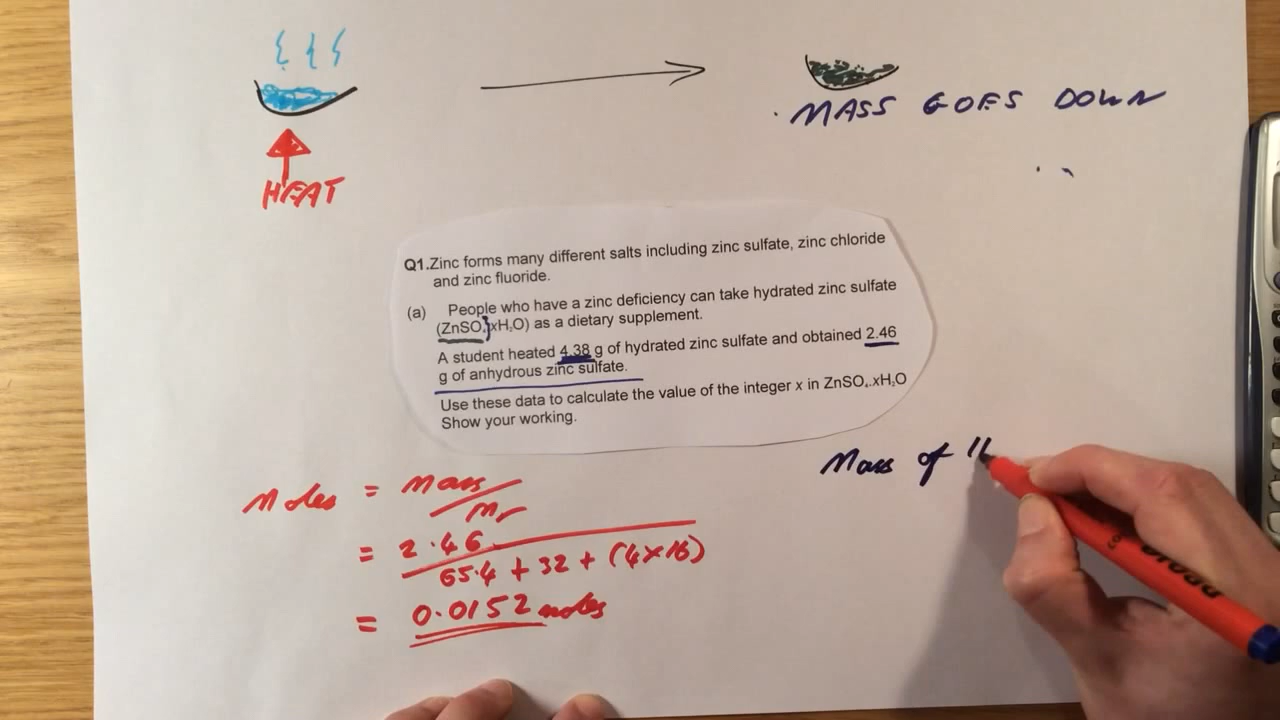 HEAT
MASS GOES DOWN
Q1.Zinc forms many different salts including zinc sulfate, zinc chloride
and zinc fluoride.
(a) People who have a zinc deficiency can take hydrated zinc sulfate
(ZnSO₄.xH₂O) as a dietary supplement.
A student heated 4.38 g of hydrated zinc sulfate and obtained 2.46
g of anhydrous zinc sulfate.
Use these data to calculate the value of the integer x in ZnSO₄.xH₂O
Show your working.
Mass of H
Moles = Mass / Mr
= 2.46 / 65.4 + 32 + (4×16)
= 0.0152 moles